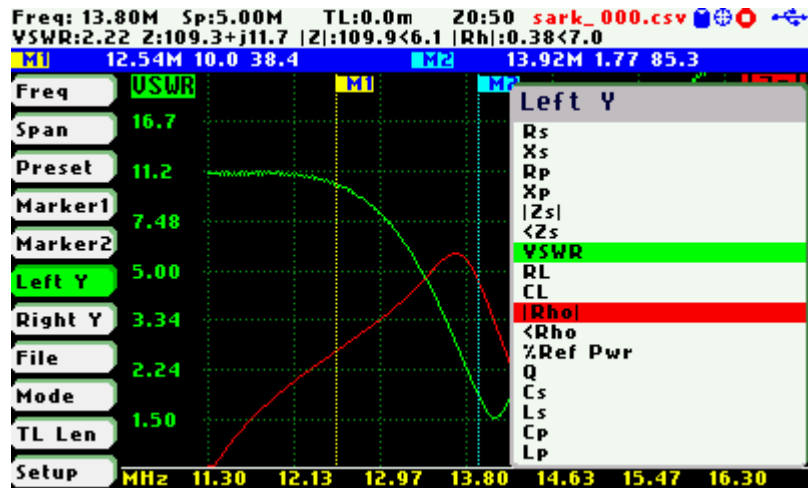 Freq: 13.80M Sp:5.00M TL:0.0m 20:50 sark_000.csv
VSWR:2.22 Z:109.3+j11.7 |Z|:109.9<6.1 |Rh|:0.38<7.0
M1 12.54M 10.0 38.4 M2 13.92M 1.77 85.3
Freq
Span
Preset
Marker1
Marker2
Left Y
Right Y
File
Mode
TL Len
Setup
VSWR
16.7
11.2
7.48
5.00
3.34
2.24
1.50
M1
Left Y
Rs
Xs
Rp
Xp
|Zs|
<Zs
VSWR
RL
CL
|Rho|
<Rho
%Ref Pwr
Q
Cs
Ls
Cp
Lp
MHz 11.30 12.13 12.97 13.80 14.63 15.47 16.30